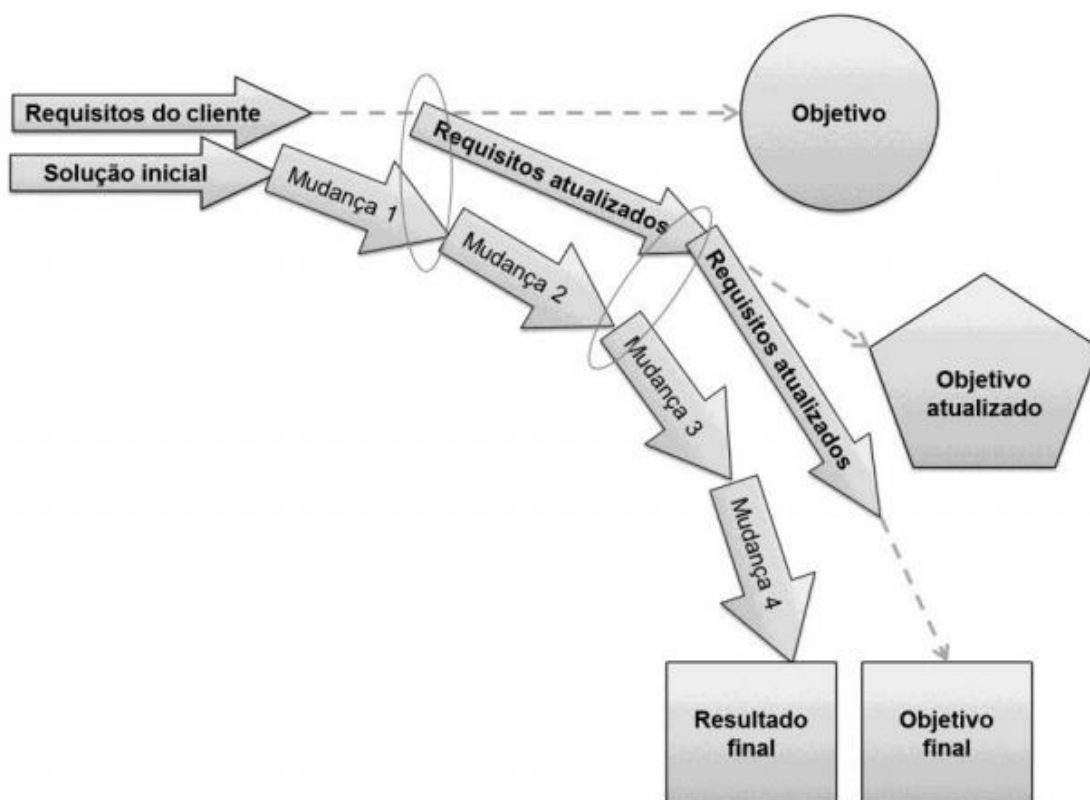 Requisitos do cliente
Objetivo
Solução inicial
Mudança 1
Requisitos atualizados
Mudança 2
Requisitos atualizados
Mudança 3
Objetivo
atualizado
Mudança 4
Resultado
final
Objetivo
final